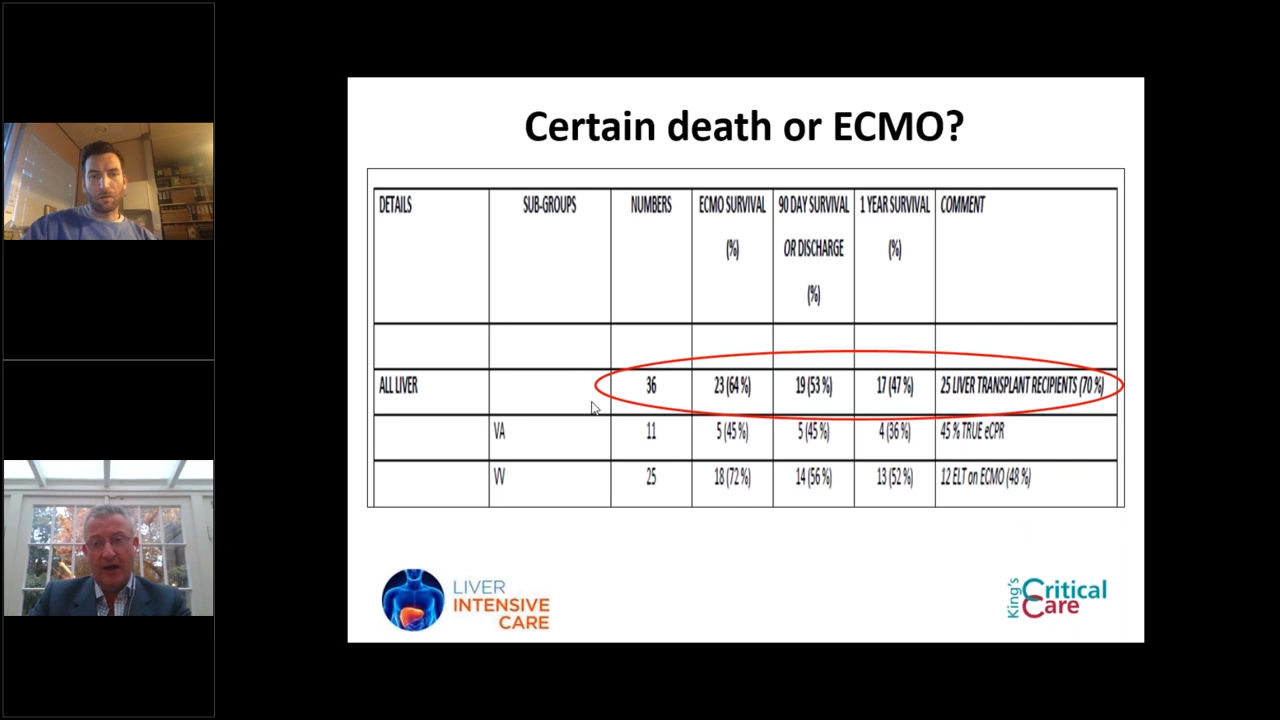 Certain death or ECMO?
DETAILS SUB-GROUPS NUMBERS ECMO SURVIVAL 90 DAY SURVIVAL 1 YEAR SURVIVAL COMMENT
(%) OR DISCHARGE (%)
(%)
ALL LIVER 36 23 (64 %) 19 (53 %) 17 (47 %) 25 LIVER TRANSPLANT RECIPIENTS (70 %)
VA 11 5 (45 %) 5 (45 %) 4 (36 %) 45 % TRUE eCPR
VV 25 18 (72 %) 14 (56 %) 13 (52 %) 12 ELT on ECMO (48 %)
LIVER
INTENSIVE
CARE
King's
Critical
Care